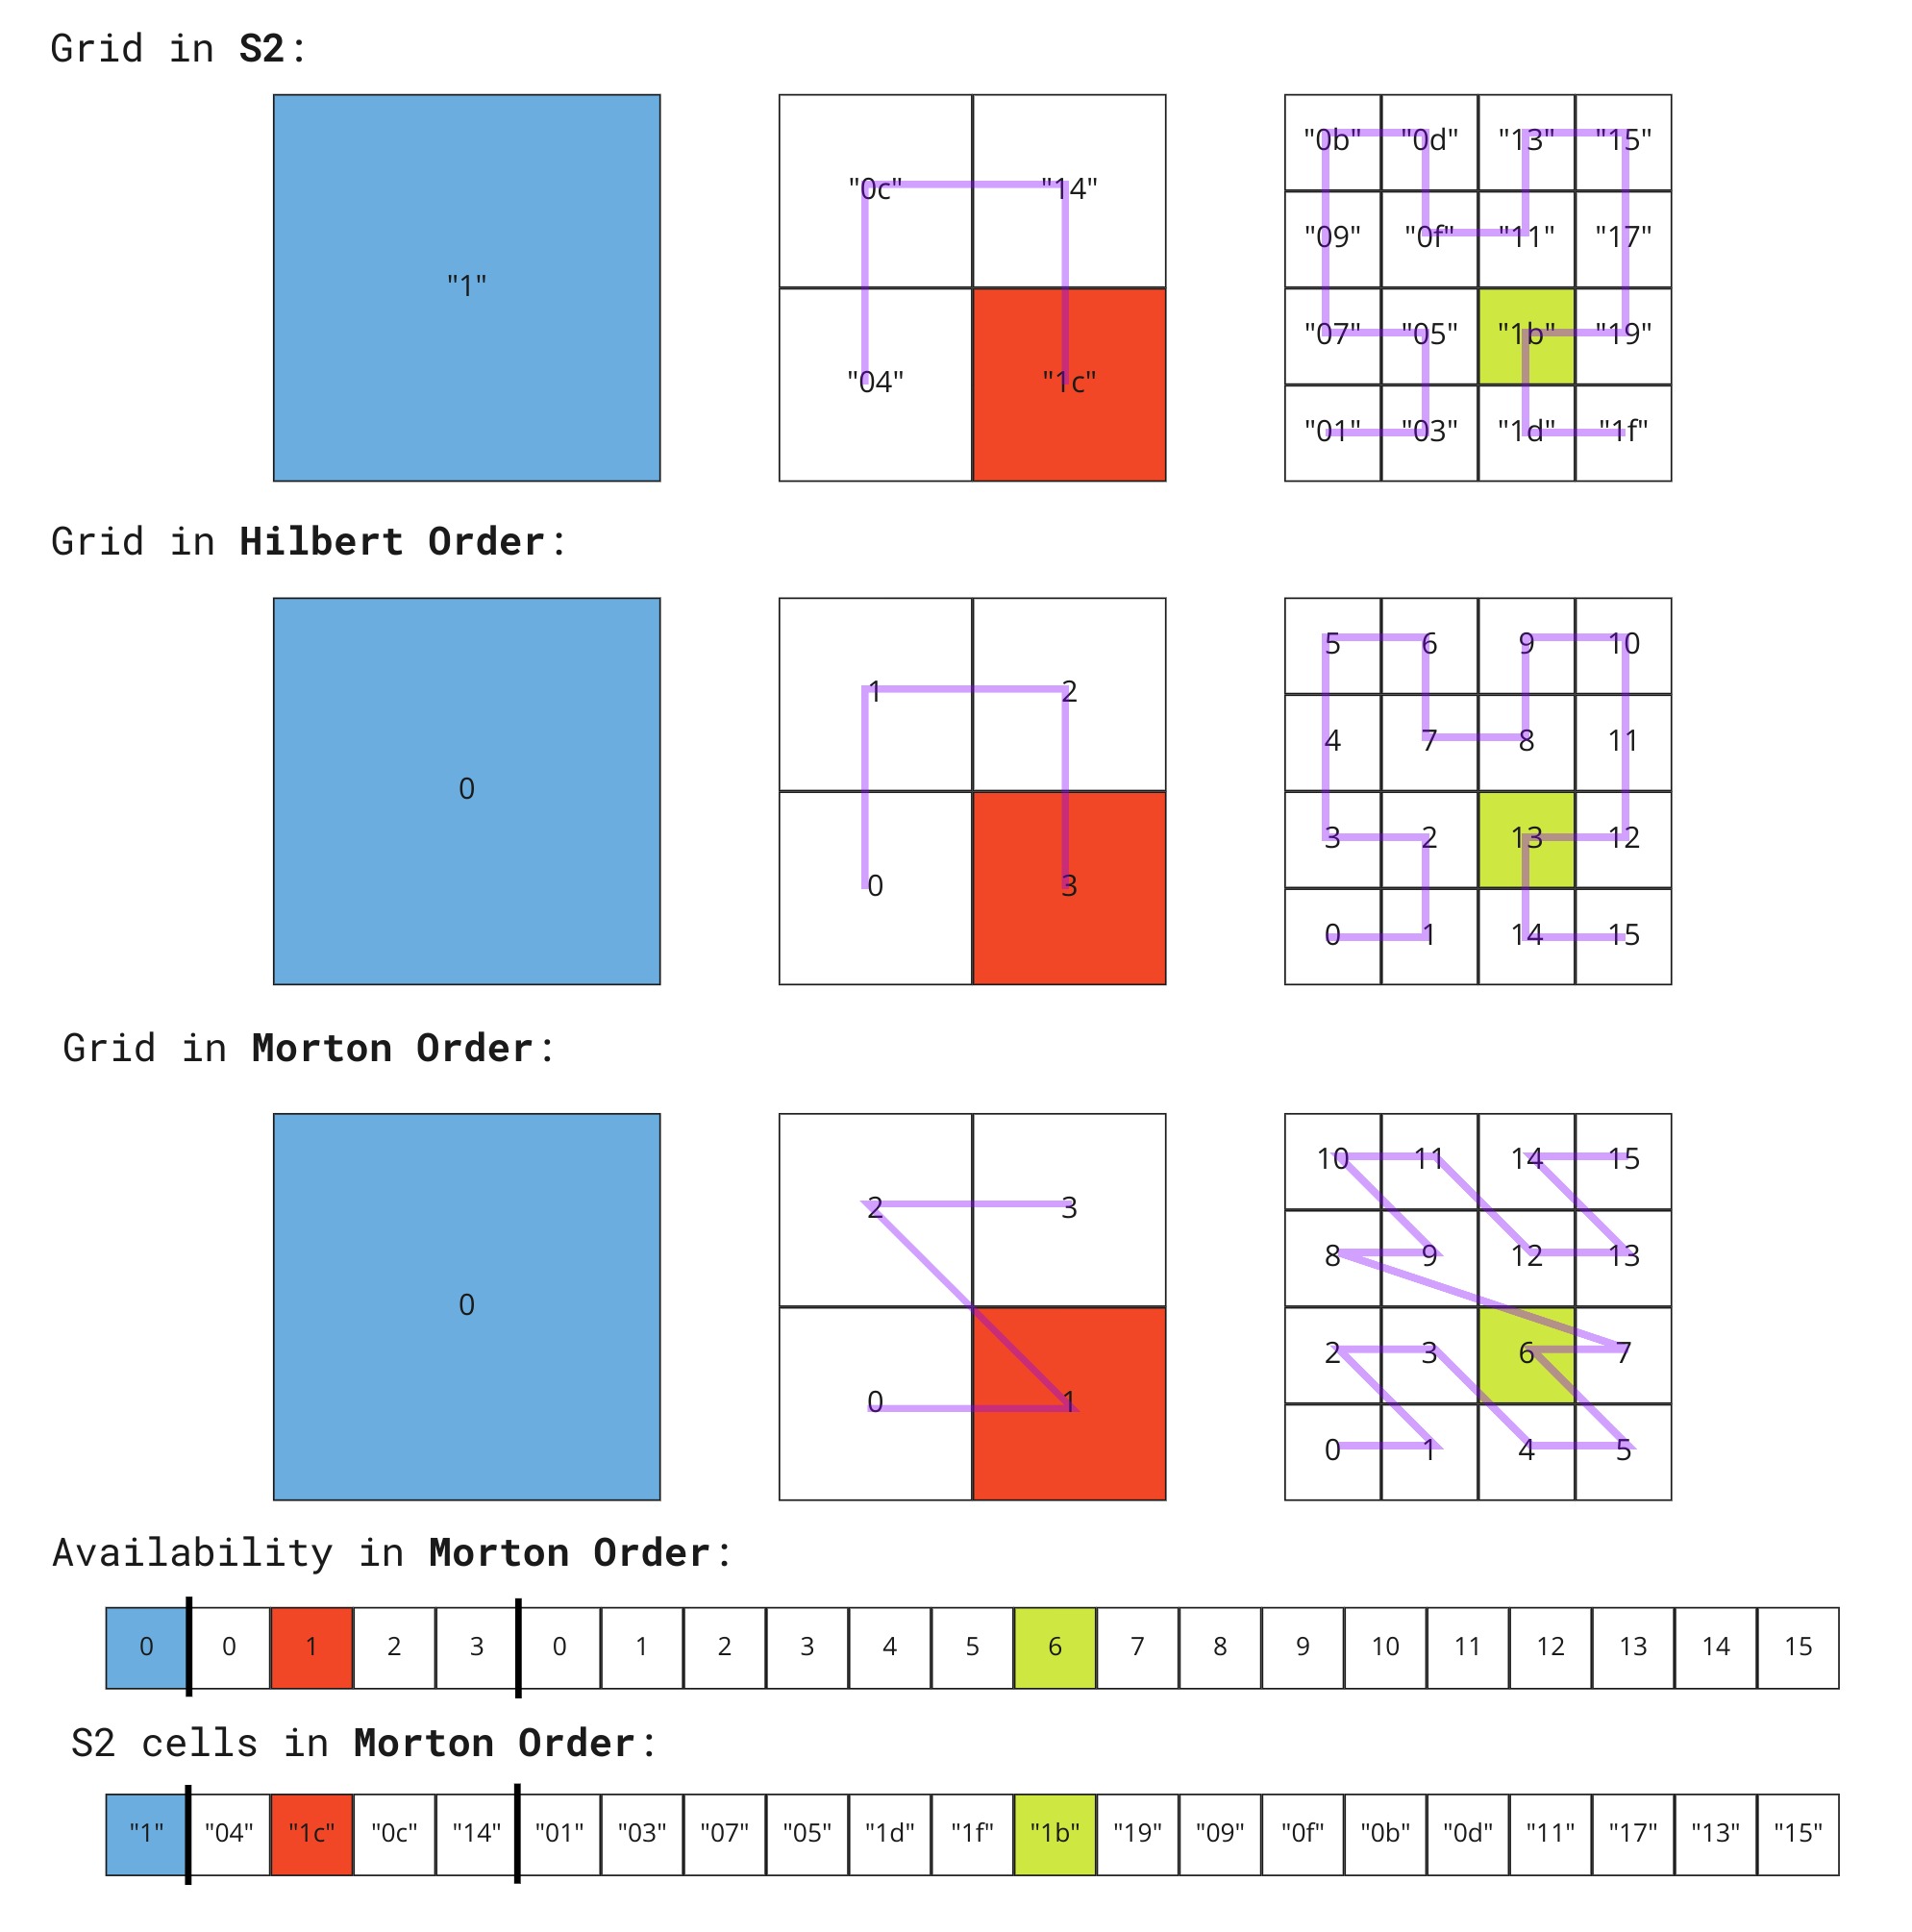 Grid in S2:
"0b" "0d" "13" "15"
"0c" "14"
"09" "0f" "11" "17"
"1"
"07" "05" "1b" "19"
"04" "1c"
"01" "03" "1d" "1f"
Grid in Hilbert Order:
5 6 9 10
1 2
4 7 8 11
0
3 2 13 12
0 3
0 1 14 15
Grid in Morton Order:
10 11 14 15
2 3
8 9 12 13
0
2 3 6 7
0 1
0 1 4 5
Availability in Morton Order:
0 0 1 2 3 0 1 2 3 4 5 6 7 8 9 10 11 12 13 14 15
S2 cells in Morton Order:
"1" "04" "1c" "0c" "14" "01" "03" "07" "05" "1d" "1f" "1b" "19" "09" "0f" "0b" "0d" "11" "17" "13" "15"